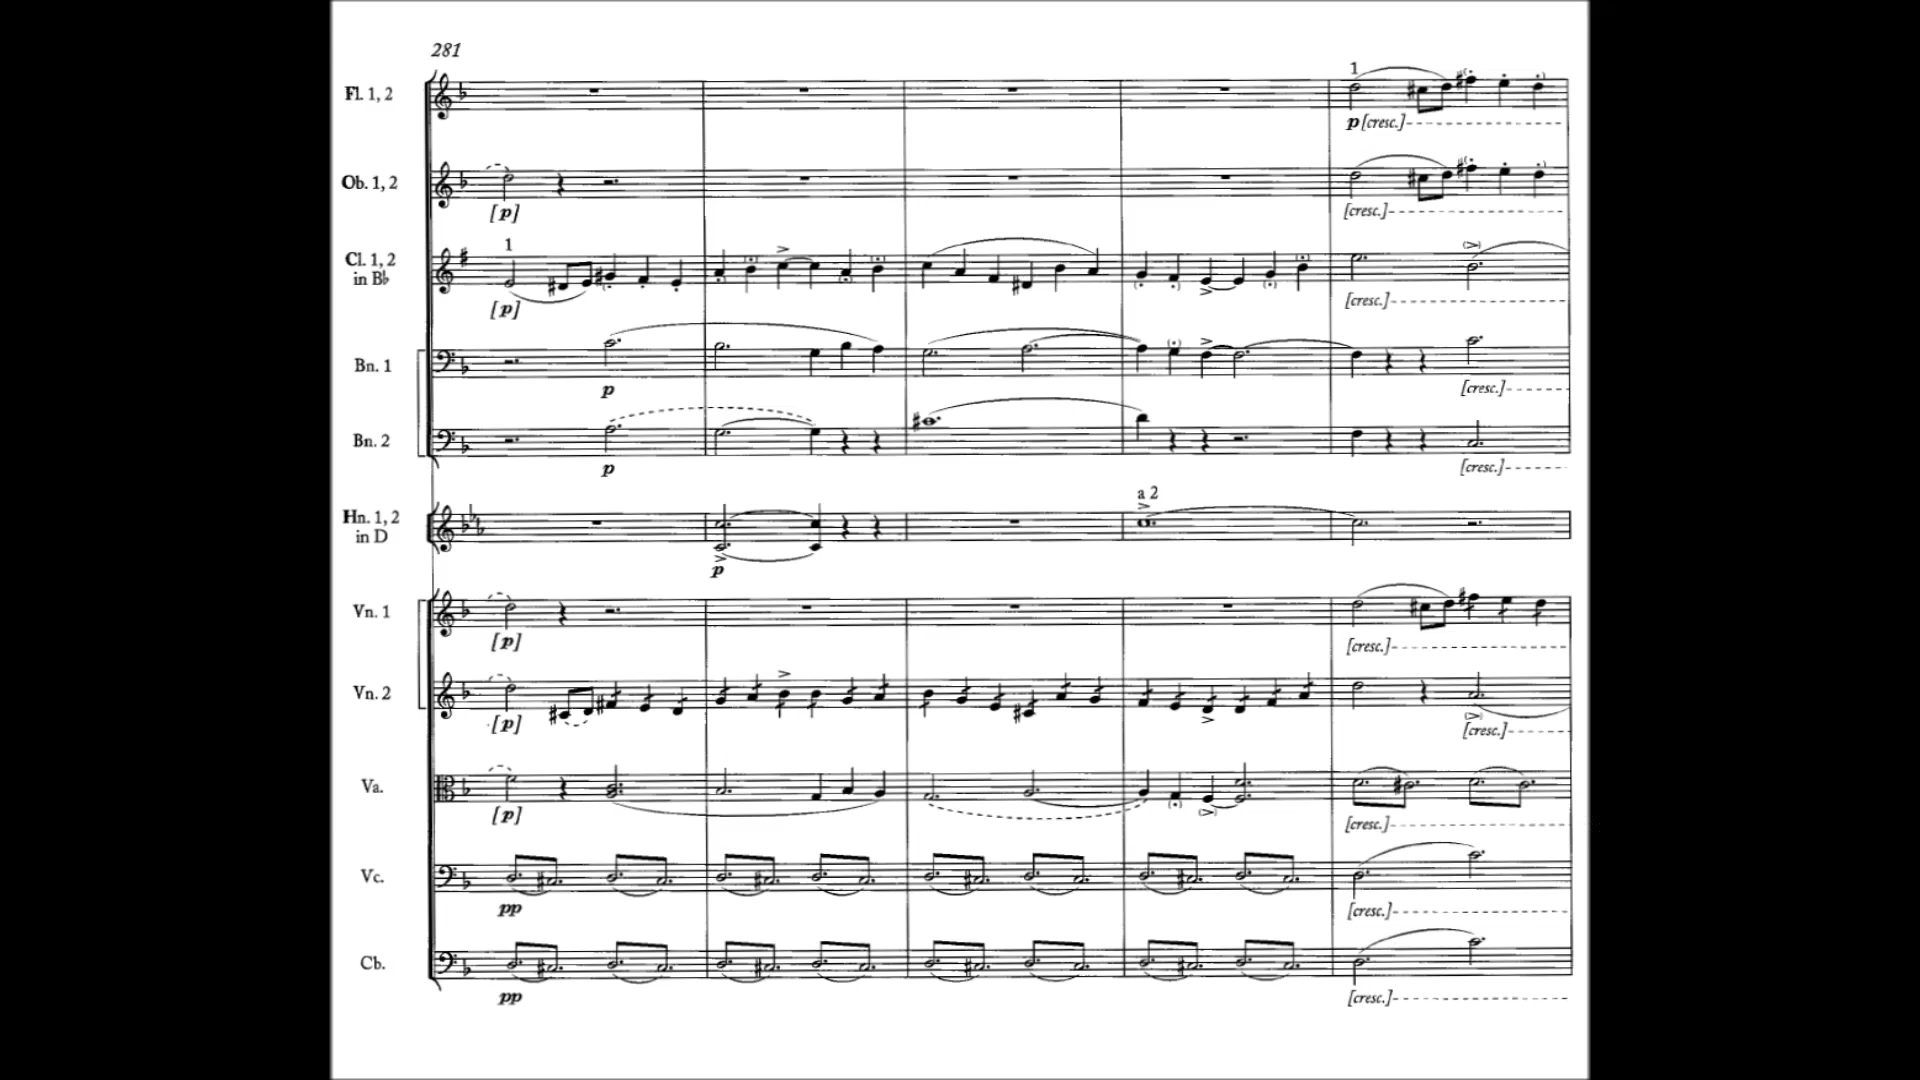 281
Fl. 1, 2
1
p [cresc.]
Ob. 1, 2
[p]
[cresc.]
Cl. 1, 2
in B♭
1
[p]
[cresc.]
Bn. 1
p
[cresc.]
Bn. 2
p
[cresc.]
Hn. 1, 2
in D
a 2
p
Vn. 1
[p]
[cresc.]
Vn. 2
[p]
[cresc.]
Va.
[p]
[cresc.]
Vc.
pp
[cresc.]
Cb.
pp
[cresc.]